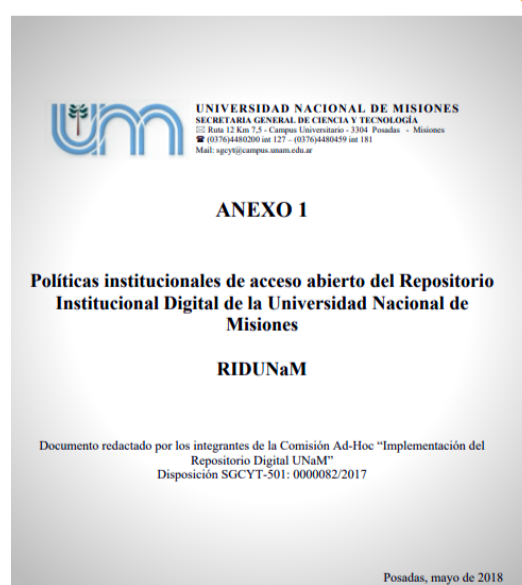 UNIVERSIDAD NACIONAL DE MISIONES
SECRETARIA GENERAL DE CIENCIA Y TECNOLOGÍA
✉ Ruta 12 Km 7,5 - Campus Universitario - 3304 Posadas - Misiones
☎ (0376)4480200 int 127 – (0376)4480459 int 181
Mail: sgcyt@campus.unam.edu.ar
ANEXO 1
Políticas institucionales de acceso abierto del Repositorio
Institucional Digital de la Universidad Nacional de
Misiones
RIDUNaM
Documento redactado por los integrantes de la Comisión Ad-Hoc “Implementación del
Repositorio Digital UNaM”
Disposición SGCYT-501: 0000082/2017
Posadas, mayo de 2018